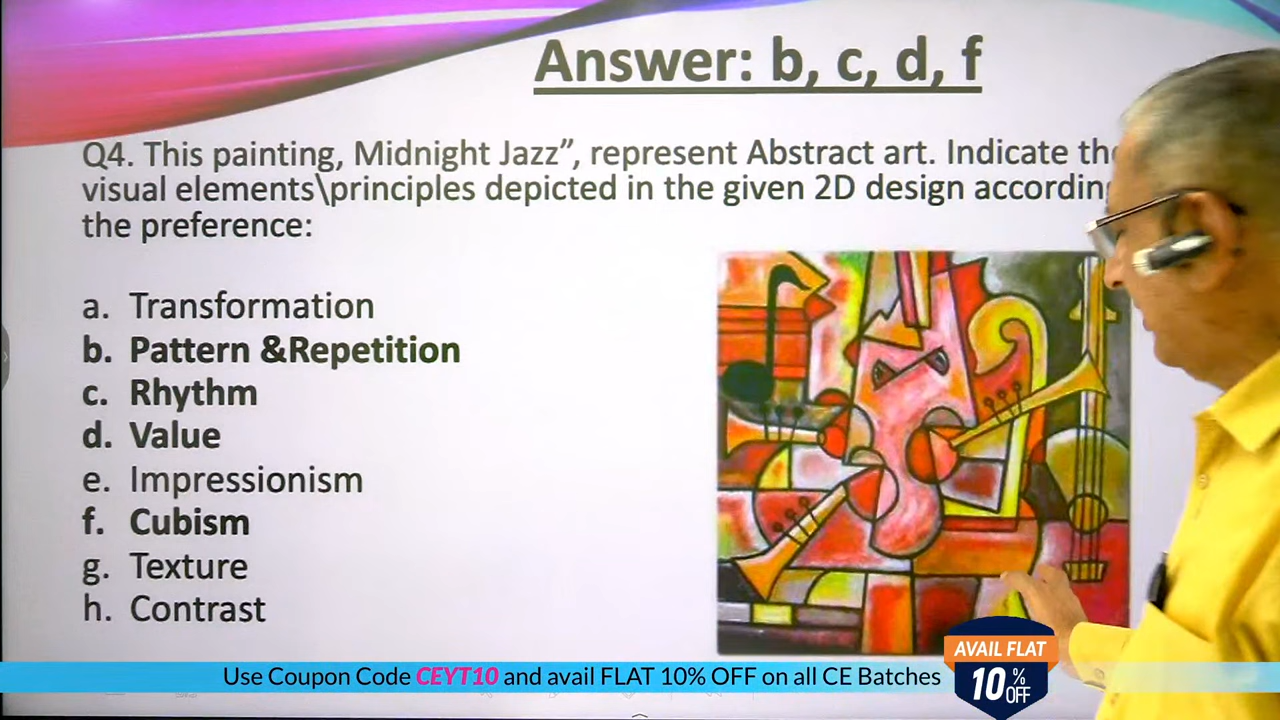 Answer: b, c, d, f
Q4. This painting, Midnight Jazz”, represent Abstract art. Indicate
visual elements\principles depicted in the given 2D design
the preference:
a. Transformation
b. Pattern &Repetition
c. Rhythm
d. Value
e. Impressionism
f. Cubism
g. Texture
h. Contrast
Use Coupon Code CEYT10 and avail FLAT 10% OFF on all CE Batches
AVAIL FLAT
10% OFF